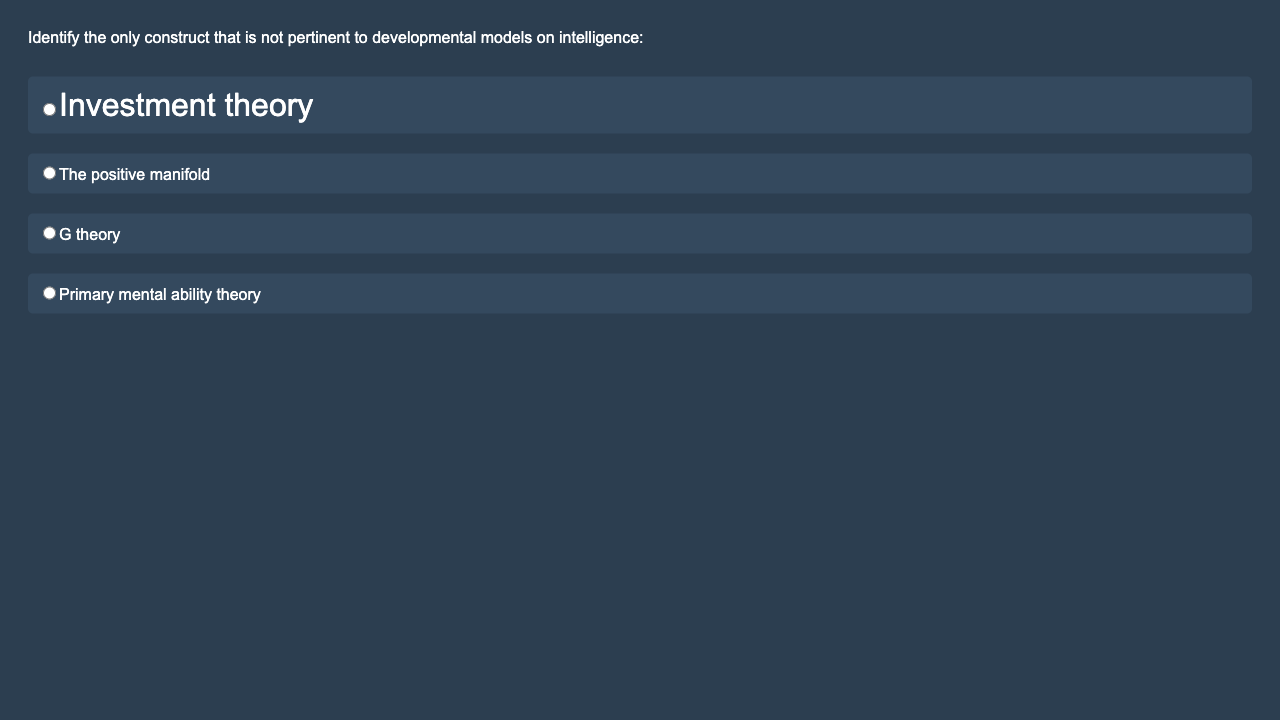 Identify the only construct that is not pertinent to developmental models on intelligence:
Investment theory
The positive manifold
G theory
Primary mental ability theory